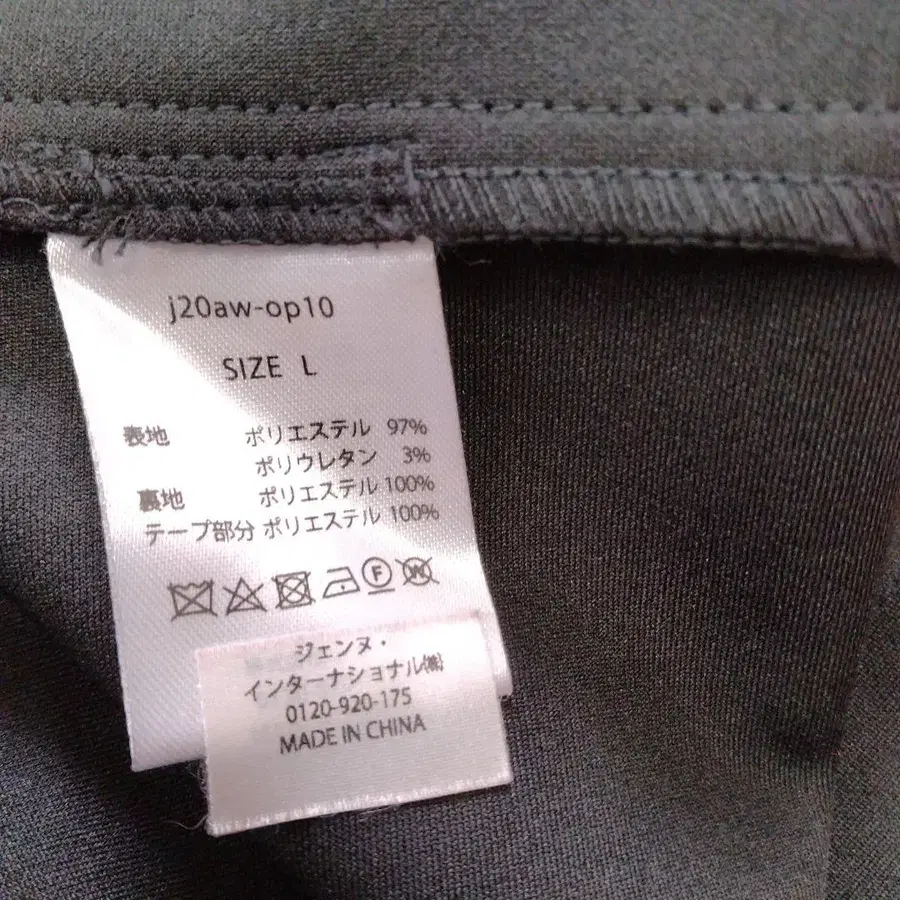 j20aw-op10
SIZE L
表地 ポリエステル 97%
ポリウレタン 3%
裏地 ポリエステル 100%
テープ部分 ポリエステル 100%
F W
ジェンヌ・
インターナショナル㈱
0120-920-175
MADE IN CHINA